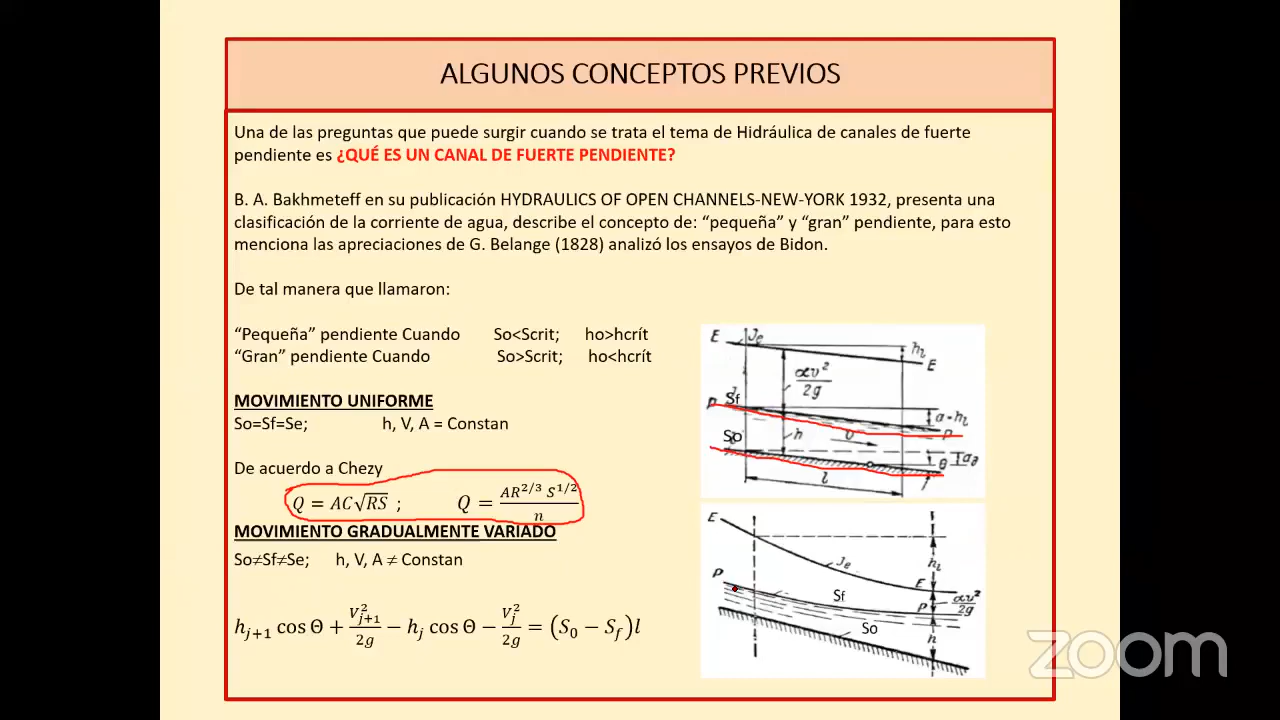 ALGUNOS CONCEPTOS PREVIOS
Una de las preguntas que puede surgir cuando se trata el tema de Hidráulica de canales de fuerte
pendiente es ¿QUÉ ES UN CANAL DE FUERTE PENDIENTE?
B. A. Bakhmeteff en su publicación HYDRAULICS OF OPEN CHANNELS-NEW-YORK 1932, presenta una
clasificación de la corriente de agua, describe el concepto de: “pequeña” y “gran” pendiente, para esto
menciona las apreciaciones de G. Belange (1828) analizó los ensayos de Bidon.
De tal manera que llamaron:
“Pequeña” pendiente Cuando So<Scrit; ho>hcrít
“Gran” pendiente Cuando So>Scrit; ho<hcrít
MOVIMIENTO UNIFORME
So=Sf=Se; h, V, A = Constan
De acuerdo a Chezy
Q = AC√RS ; Q = AR^{2/3} S^{1/2} / n
MOVIMIENTO GRADUALMENTE VARIADO
So≠Sf≠Se; h, V, A ≠ Constan
h_{j+1} cos Θ + V_{j+1}^2 / 2g − h_j cos Θ − V_j^2 / 2g = (S_0 − S_f) l
E Je h_l
E
αv² / 2g
P Sf a=h_l
P
So h υ
θ
l i
E
Je h_l
E
P Sf P αv² / 2g
So h
zoom